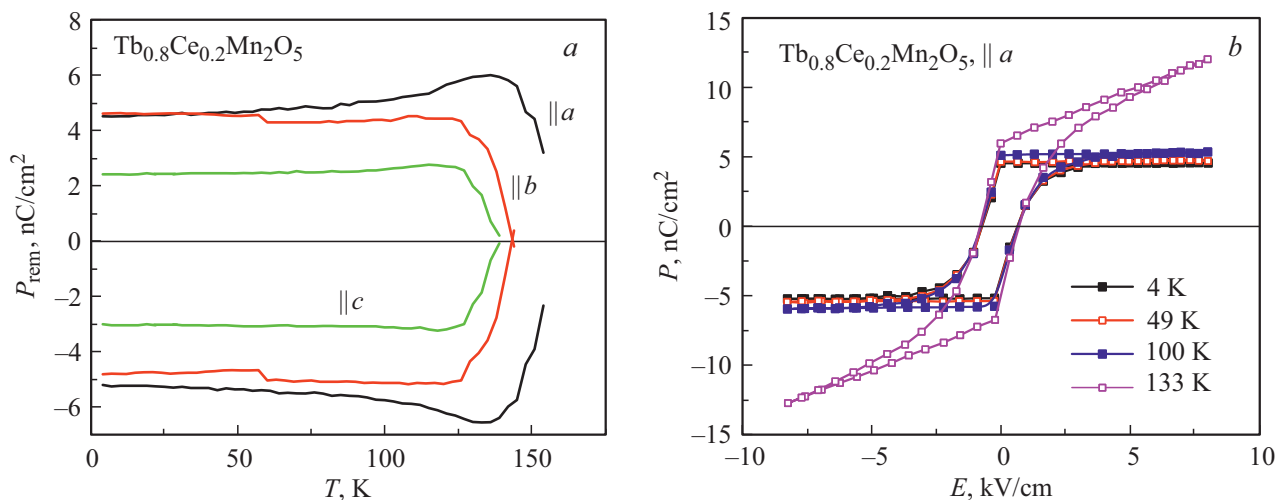 Tb0.8Ce0.2Mn2O5
a
|| a
|| b
|| c
8
6
4
2
0
–2
–4
–6
0
50
100
150
Prem, nC/cm2
T, K
Tb0.8Ce0.2Mn2O5, || a
b
15
10
5
0
–5
–10
–15
–10
–5
0
5
10
P, nC/cm2
E, kV/cm
4 K
49 K
100 K
133 K